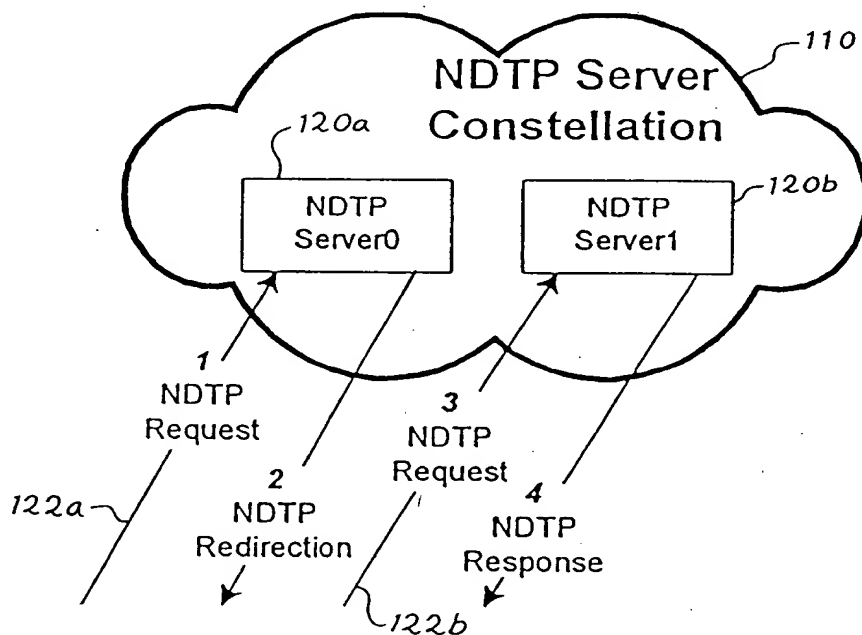 110
NDTP Server
Constellation
120a
120b
NDTP
Server0
NDTP
Server1
1
NDTP
Request
2
NDTP
Redirection
3
NDTP
Request
4
NDTP
Response
122a
122b